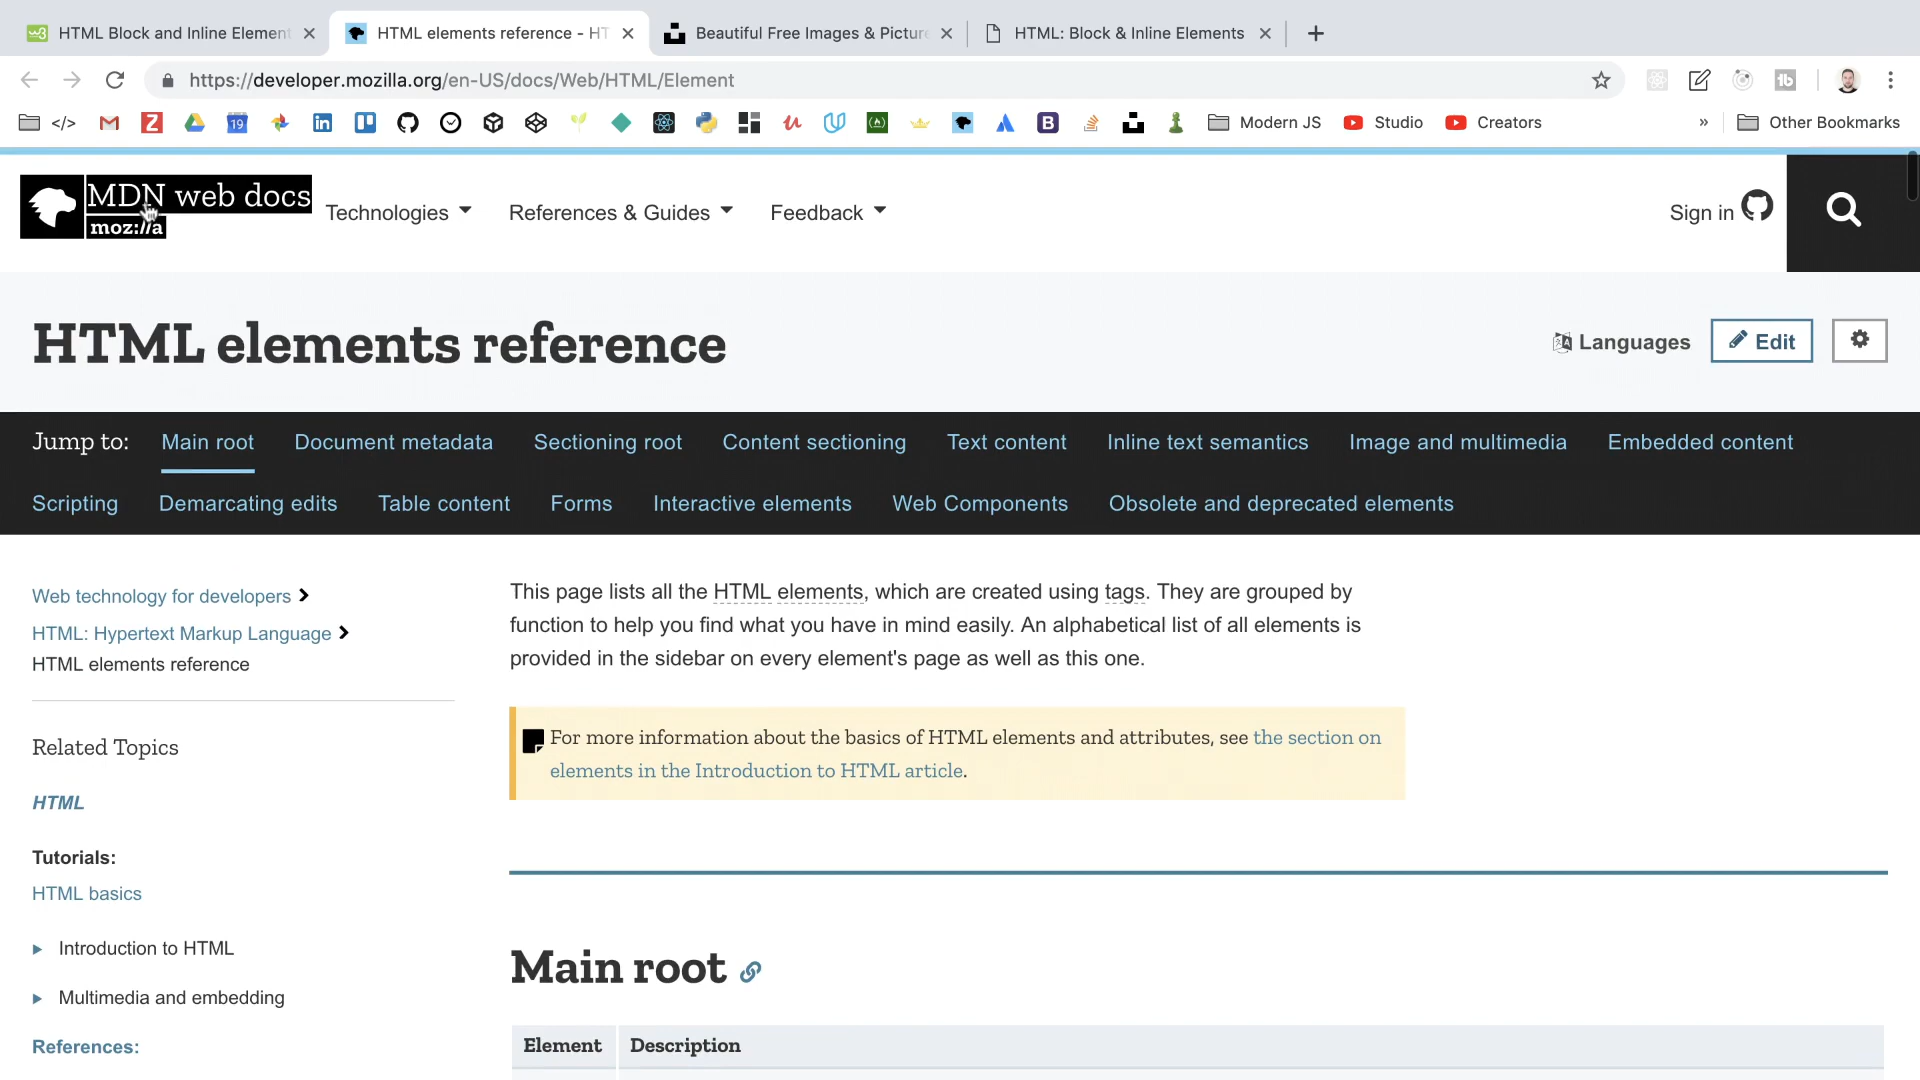 HTML Block and Inline Element
HTML elements reference - HT
Beautiful Free Images & Picture
HTML: Block & Inline Elements
https://developer.mozilla.org/en-US/docs/Web/HTML/Element
</>
19
Modern JS
Studio
Creators
»
Other Bookmarks
MDN web docs
moz://a
Technologies
References & Guides
Feedback
Sign in
HTML elements reference
Languages
Edit
Jump to:
Main root
Document metadata
Sectioning root
Content sectioning
Text content
Inline text semantics
Image and multimedia
Embedded content
Scripting
Demarcating edits
Table content
Forms
Interactive elements
Web Components
Obsolete and deprecated elements
Web technology for developers
HTML: Hypertext Markup Language
HTML elements reference
Related Topics
HTML
Tutorials:
HTML basics
Introduction to HTML
Multimedia and embedding
References:
This page lists all the HTML elements, which are created using tags. They are grouped by
function to help you find what you have in mind easily. An alphabetical list of all elements is
provided in the sidebar on every element's page as well as this one.
For more information about the basics of HTML elements and attributes, see the section on
elements in the Introduction to HTML article.
Main root
Element
Description